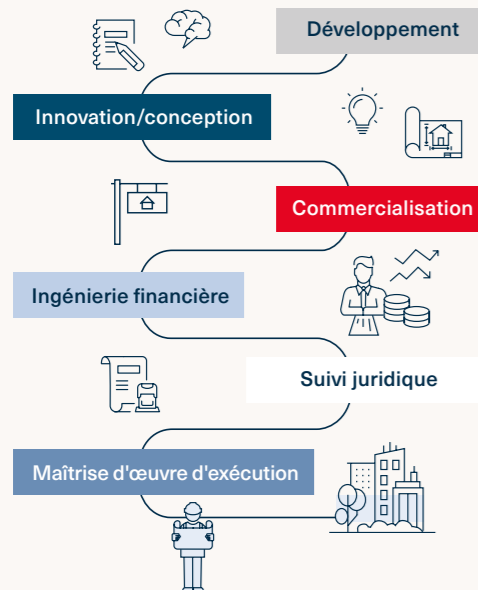 Développement
Innovation/conception
Commercialisation
Ingénierie financière
Suivi juridique
Maîtrise d'œuvre d'exécution